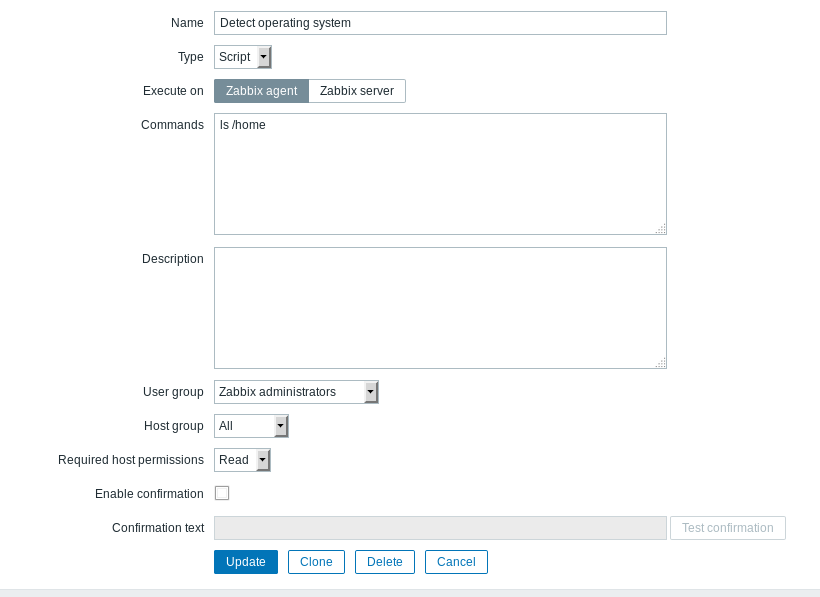 Name Detect operating system
Type Script
Execute on Zabbix agent Zabbix server
Commands ls /home
Description
User group Zabbix administrators
Host group All
Required host permissions Read
Enable confirmation
Confirmation text Test confirmation
Update Clone Delete Cancel